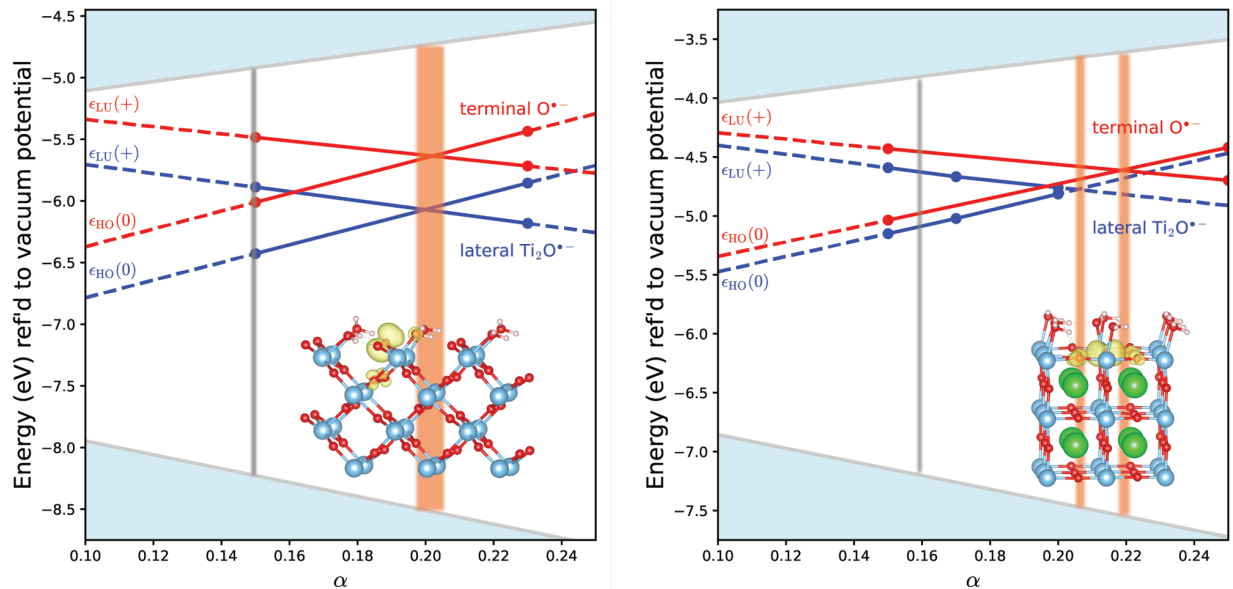 Energy (eV) ref'd to vacuum potential
−4.5
−5.0
−5.5
−6.0
−6.5
−7.0
−7.5
−8.0
−8.5
ϵLU(+)
ϵLU(+)
ϵHO(0)
ϵHO(0)
terminal O•−
lateral Ti2O•−
0.10
0.12
0.14
0.16
0.18
0.20
0.22
0.24
α
Energy (eV) ref'd to vacuum potential
−3.5
−4.0
−4.5
−5.0
−5.5
−6.0
−6.5
−7.0
−7.5
ϵLU(+)
ϵLU(+)
ϵHO(0)
ϵHO(0)
terminal O•−
lateral Ti2O•−
0.10
0.12
0.14
0.16
0.18
0.20
0.22
0.24
α